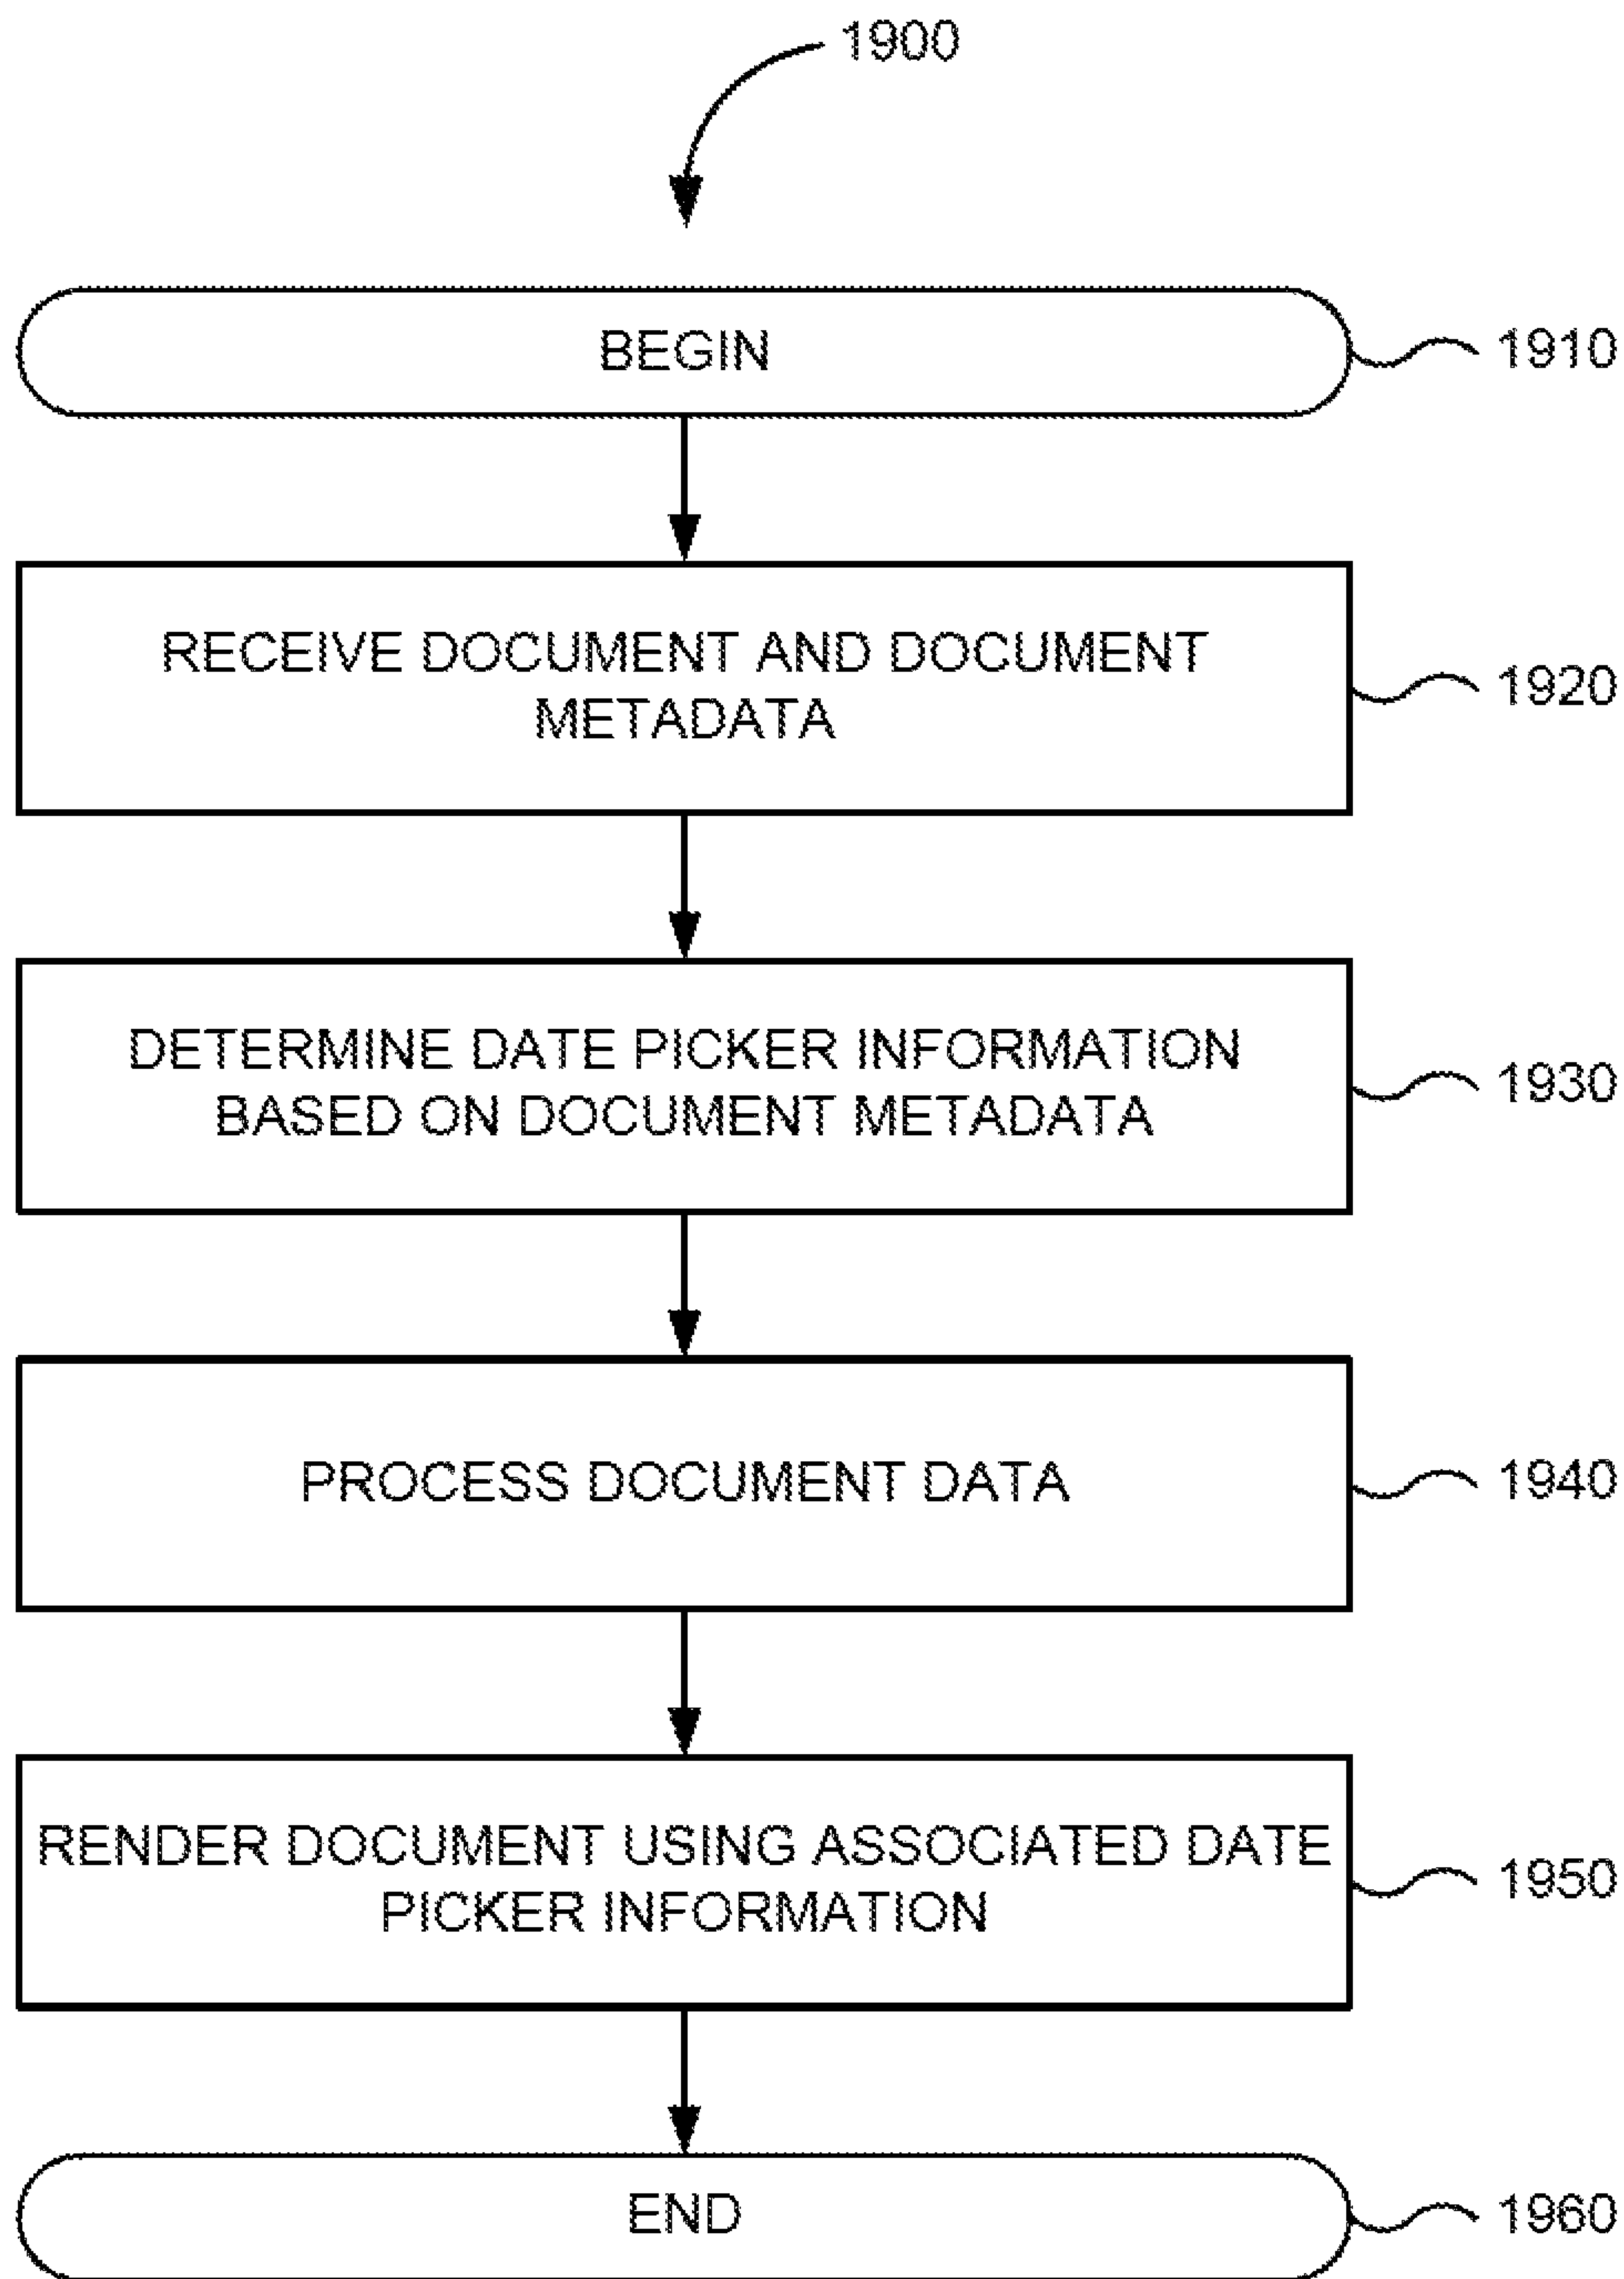 1900
BEGIN
1910
RECEIVE DOCUMENT AND DOCUMENT
METADATA
1920
DETERMINE DATE PICKER INFORMATION
BASED ON DOCUMENT METADATA
1930
PROCESS DOCUMENT DATA
1940
RENDER DOCUMENT USING ASSOCIATED DATE
PICKER INFORMATION
1950
END
1960